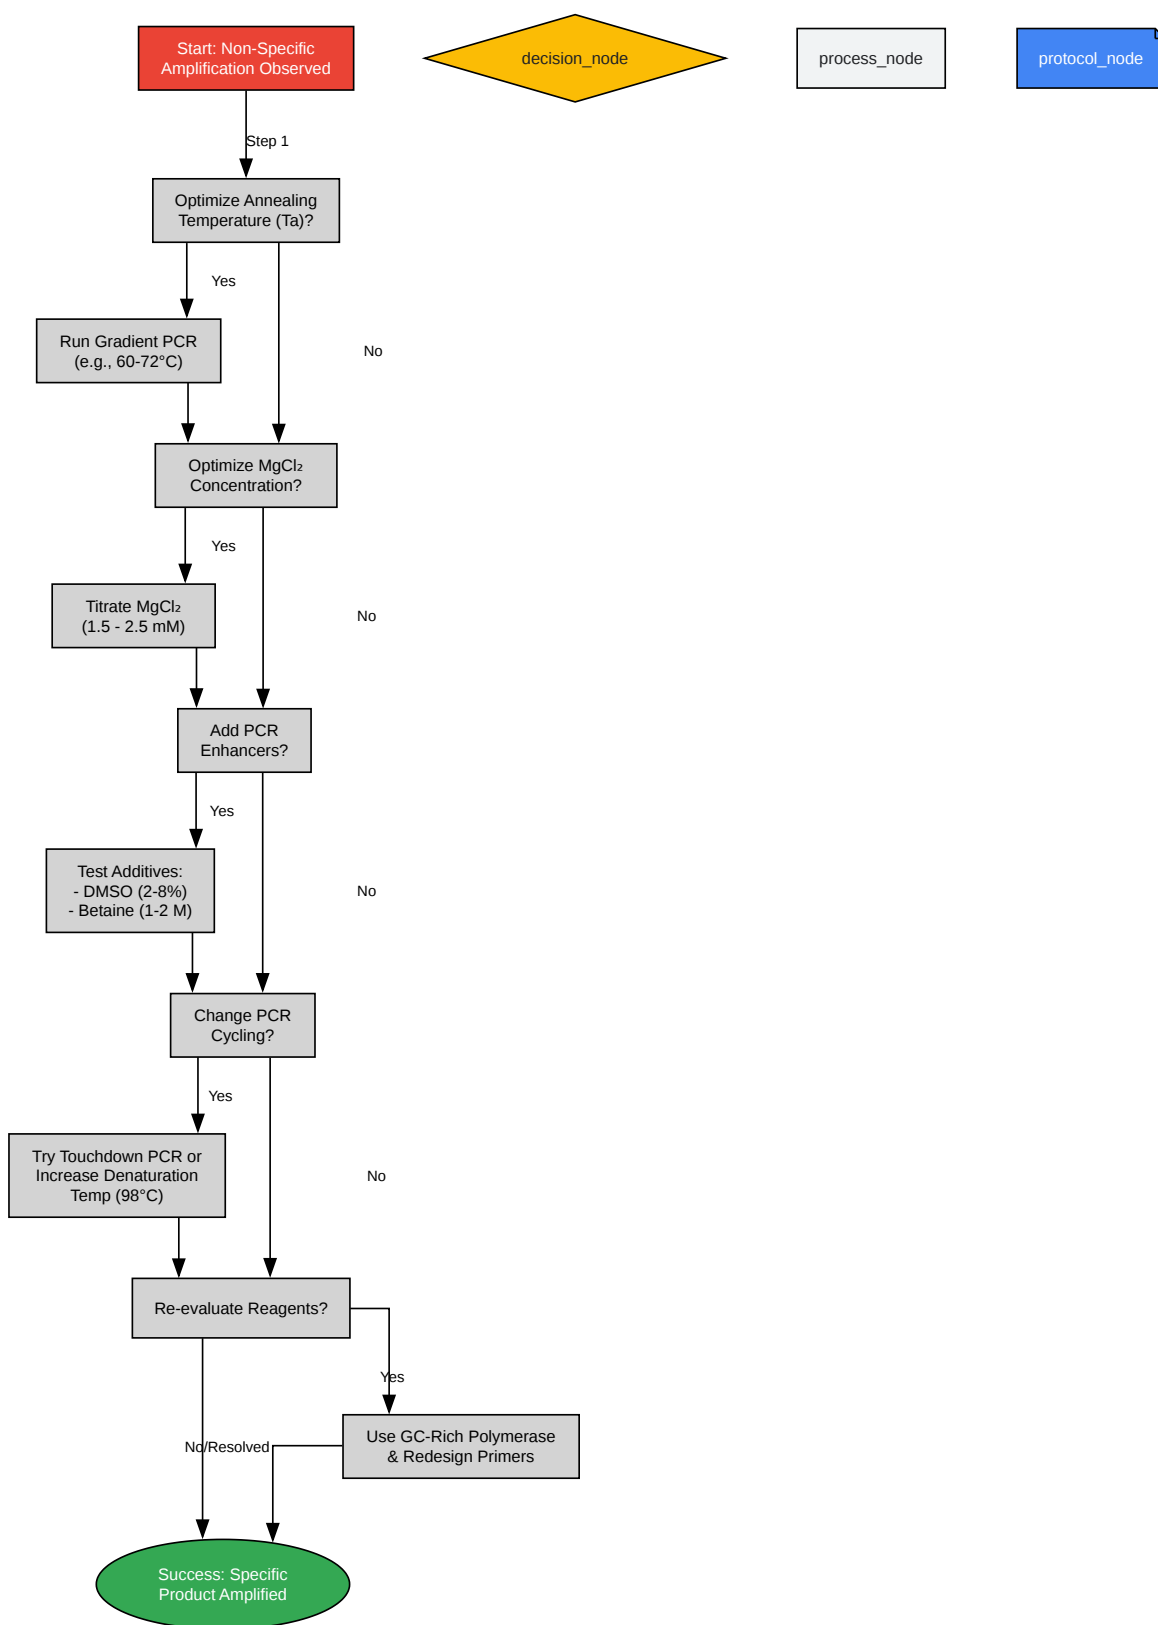 Start: Non-Specific
Amplification Observed
decision_node
process_node
protocol_node
Step 1
Optimize Annealing
Temperature (Ta)?
Yes
Run Gradient PCR
(e.g., 60-72°C)
No
Optimize MgCl₂
Concentration?
Yes
Titrate MgCl₂
(1.5 - 2.5 mM)
No
Add PCR
Enhancers?
Yes
Test Additives:
- DMSO (2-8%)
- Betaine (1-2 M)
No
Change PCR
Cycling?
Yes
Try Touchdown PCR or
Increase Denaturation
Temp (98°C)
No
Re-evaluate Reagents?
Yes
Use GC-Rich Polymerase
& Redesign Primers
No/Resolved
Success: Specific
Product Amplified